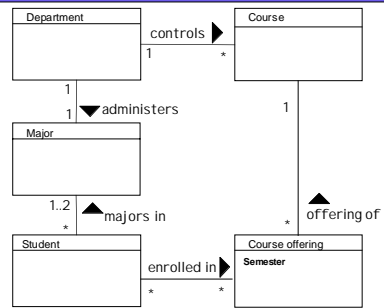 Department
controls
Course
1
*
1
administers
1
1
Major
1..2
majors in
offering of
*
*
Student
enrolled in
Course offering
Semester
*
*